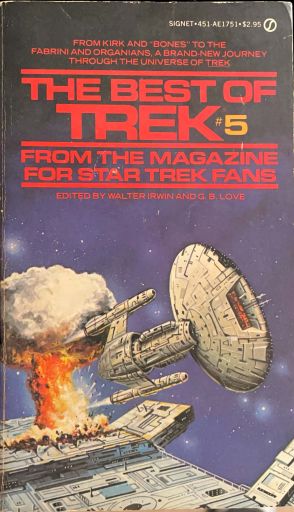 SIGNET•451-AE1751•$2.95
FROM KIRK AND "BONES" TO THE
FABRINI AND ORGANIANS, A BRAND-NEW JOURNEY
THROUGH THE UNIVERSE OF TREK
THE BEST OF
TREK #5
FROM THE MAGAZINE
FOR STAR TREK FANS
EDITED BY WALTER IRWIN AND G. B. LOVE